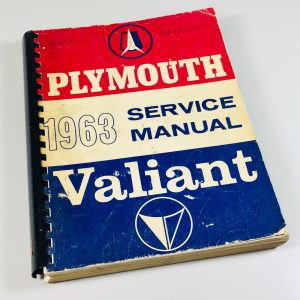 PLYMOUTH
1963 SERVICE
MANUAL
Valiant